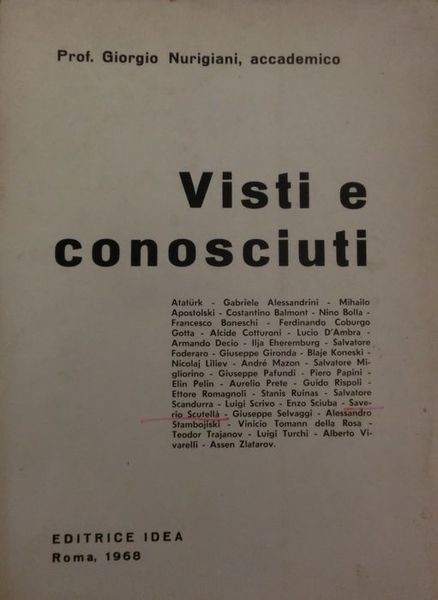 Prof. Giorgio Nurigiani, accademico
Visti e
conosciuti
Atatürk - Gabriele Alessandrini - Mihailo
Apostolski - Costantino Balmont - Nino Bolla -
Francesco Boneschi - Ferdinando Coburgo
Gotta - Alcide Cotturoni - Lucio D'Ambra -
Armando Decio - Ilja Eheremburg - Salvatore
Foderaro - Giuseppe Gironda - Blaje Koneski -
Nicolaj Liliev - André Mazon - Salvatore Mi-
gliorino - Giuseppe Pafundi - Piero Papini -
Elin Pelin - Aurelio Prete - Guido Rispoli -
Ettore Romagnoli - Stanis Ruinas - Salvatore
Scandurra - Luigi Scrivo - Enzo Sciuba - Save-
rio Scutellà - Giuseppe Selvaggi - Alessandro
Stambojiski - Vinicio Tomann della Rosa -
Teodor Trajanov - Luigi Turchi - Alberto Vi-
varelli - Assen Zlatarov.
EDITRICE IDEA
Roma, 1968